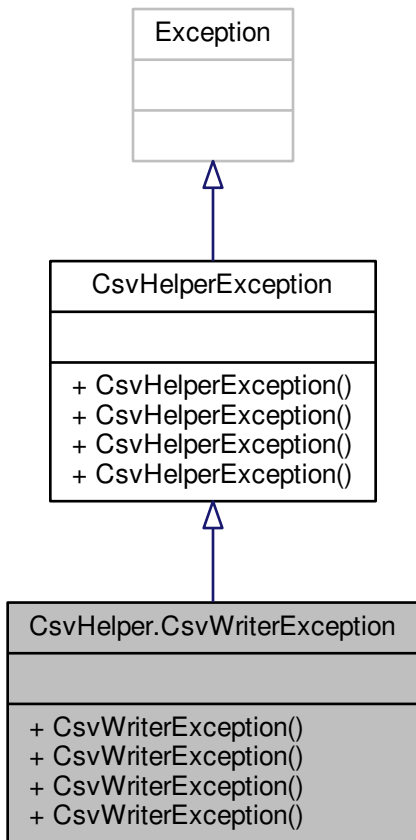 Exception
CsvHelperException
+ CsvHelperException()
+ CsvHelperException()
+ CsvHelperException()
+ CsvHelperException()
CsvHelper.CsvWriterException
+ CsvWriterException()
+ CsvWriterException()
+ CsvWriterException()
+ CsvWriterException()